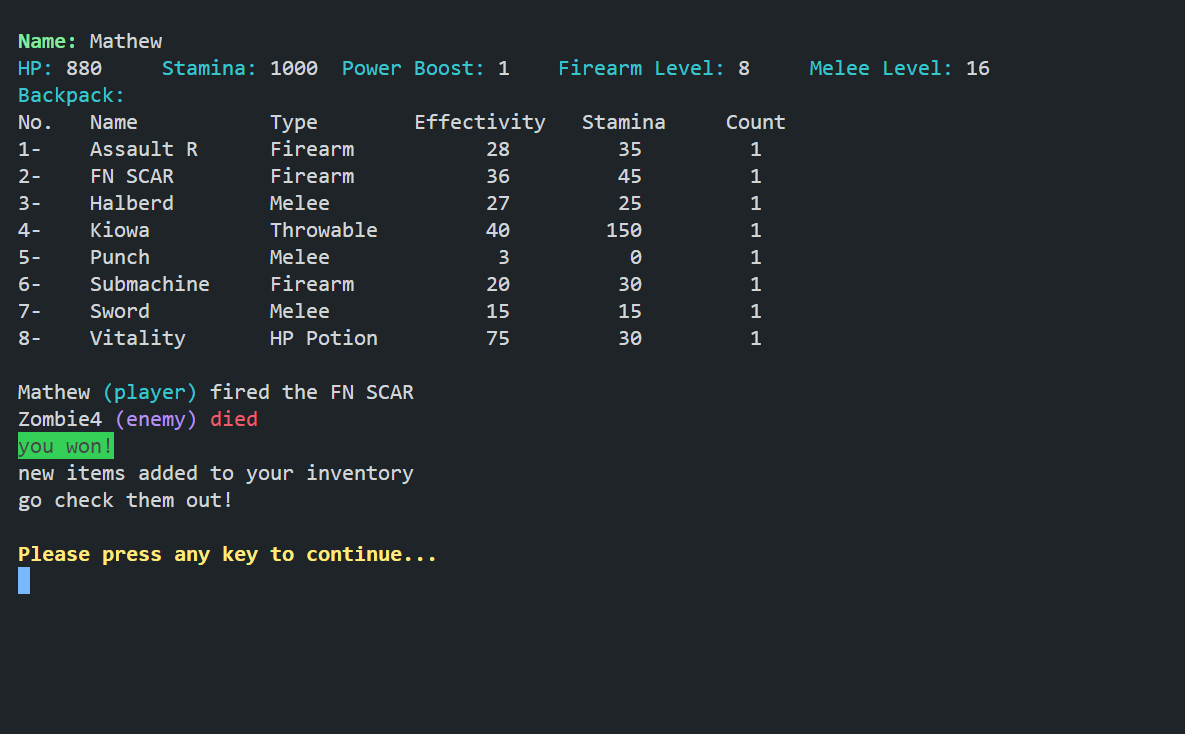 Name: Mathew
HP: 880 Stamina: 1000 Power Boost: 1 Firearm Level: 8 Melee Level: 16
Backpack:
No. Name Type Effectivity Stamina Count
1- Assault R Firearm 28 35 1
2- FN SCAR Firearm 36 45 1
3- Halberd Melee 27 25 1
4- Kiowa Throwable 40 150 1
5- Punch Melee 3 0 1
6- Submachine Firearm 20 30 1
7- Sword Melee 15 15 1
8- Vitality HP Potion 75 30 1
Mathew (player) fired the FN SCAR
Zombie4 (enemy) died
you won!
new items added to your inventory
go check them out!
Please press any key to continue...